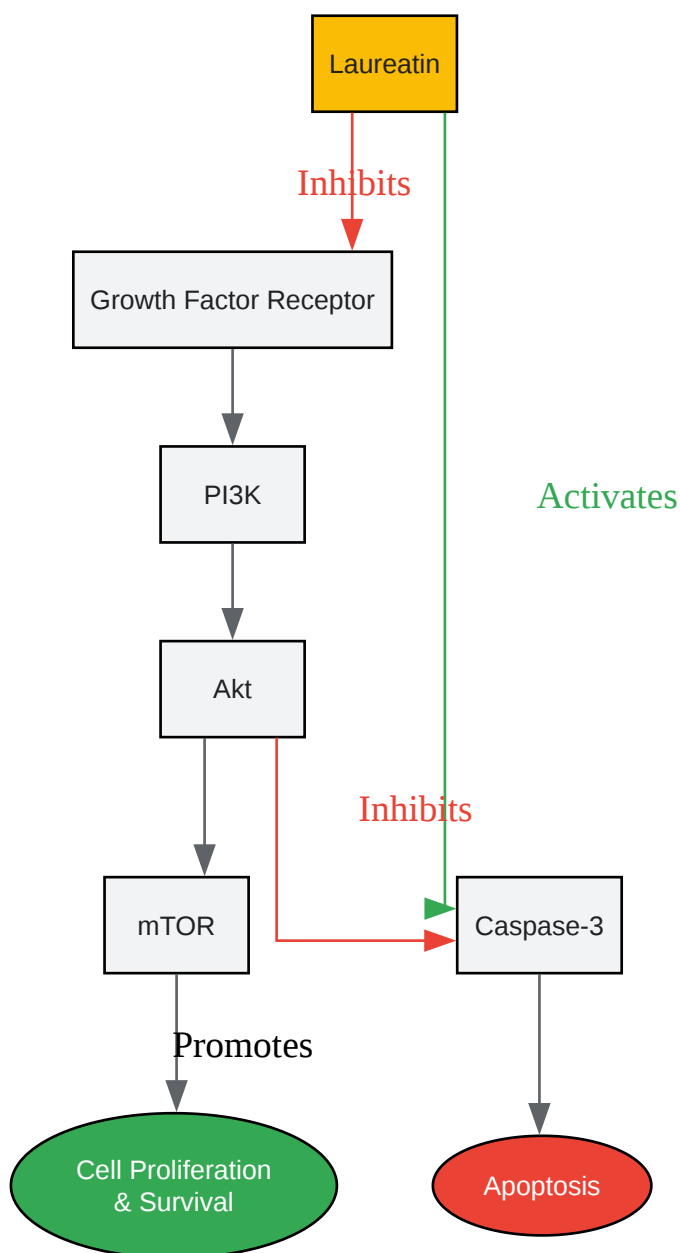 Laureatin
Inhibits
Growth Factor Receptor
PI3K
Activates
Akt
Inhibits
mTOR
Caspase-3
Promotes
Cell Proliferation
& Survival
Apoptosis